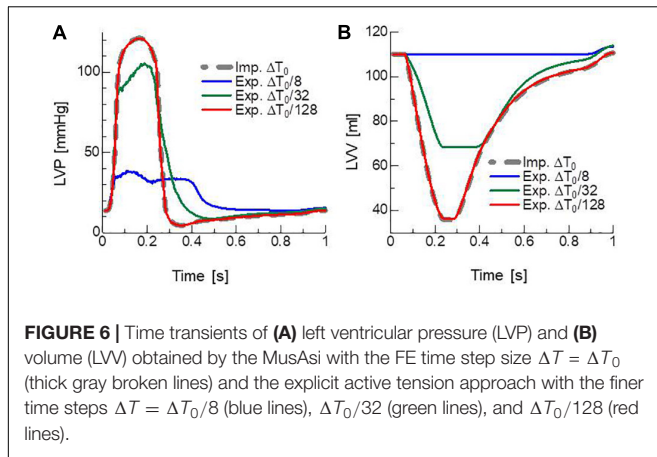 A
LVP [mmHg]
100
50
0
Imp. ΔT₀
Exp. ΔT₀/8
Exp. ΔT₀/32
Exp. ΔT₀/128
0 0.2 0.4 0.6 0.8 1
Time [s]
B
LVV [ml]
120
100
80
60
40
Imp. ΔT₀
Exp. ΔT₀/8
Exp. ΔT₀/32
Exp. ΔT₀/128
0 0.2 0.4 0.6 0.8 1
Time [s]
FIGURE 6 | Time transients of (A) left ventricular pressure (LVP) and (B)
volume (LVV) obtained by the MusAsi with the FE time step size ΔT = ΔT₀
(thick gray broken lines) and the explicit active tension approach with the finer
time steps ΔT = ΔT₀/8 (blue lines), ΔT₀/32 (green lines), and ΔT₀/128 (red
lines).